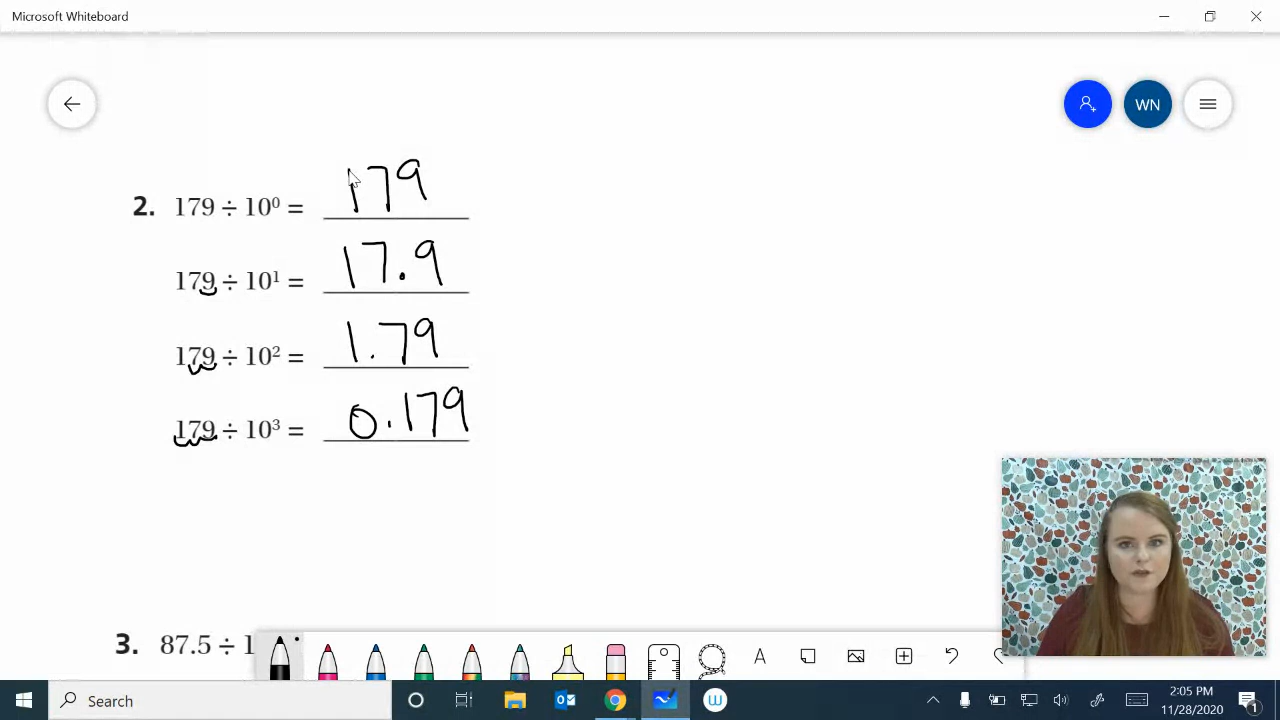 Microsoft Whiteboard
WN
2. 179 ÷ 10⁰ = 179
179 ÷ 10¹ = 17.9
179 ÷ 10² = 1.79
179 ÷ 10³ = 0.179
3. 87.5 ÷ 1
A
Search
2:05 PM
11/28/2020
1